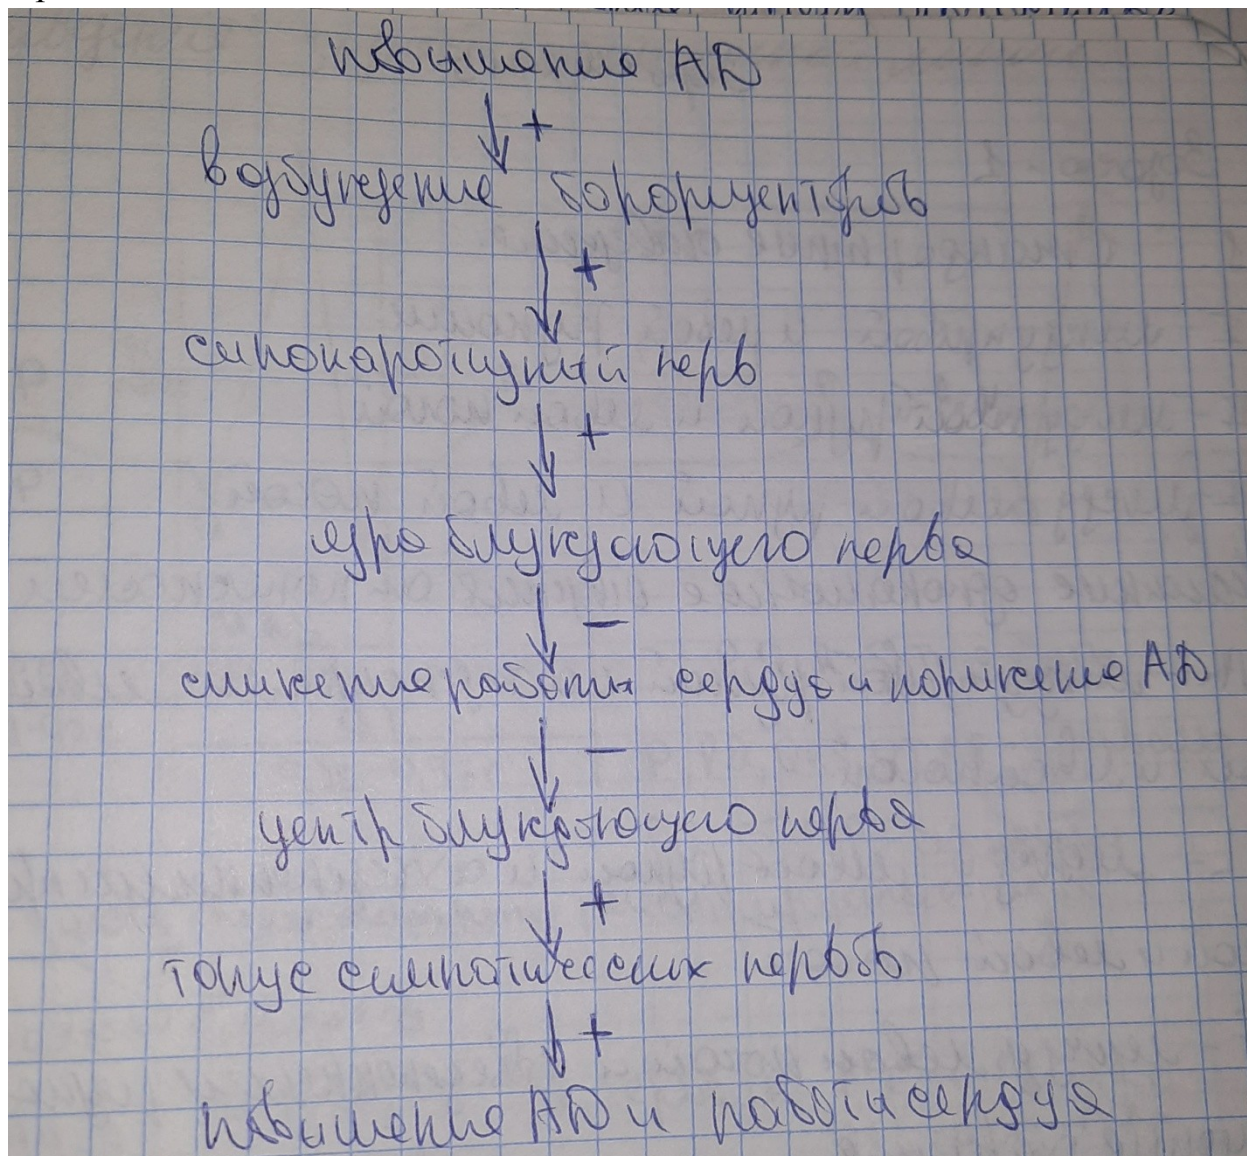 повышение АД
↓ +
возбуждение барорецепторов
↓ +
синокаротидный нерв
↓ +
ядро блуждающего нерва
↓ −
снижение работы сердца и понижение АД
↓ −
центр блуждающего нерва
↓ +
тонус симпатических нервов
↓ +
повышение АД и работы сердца